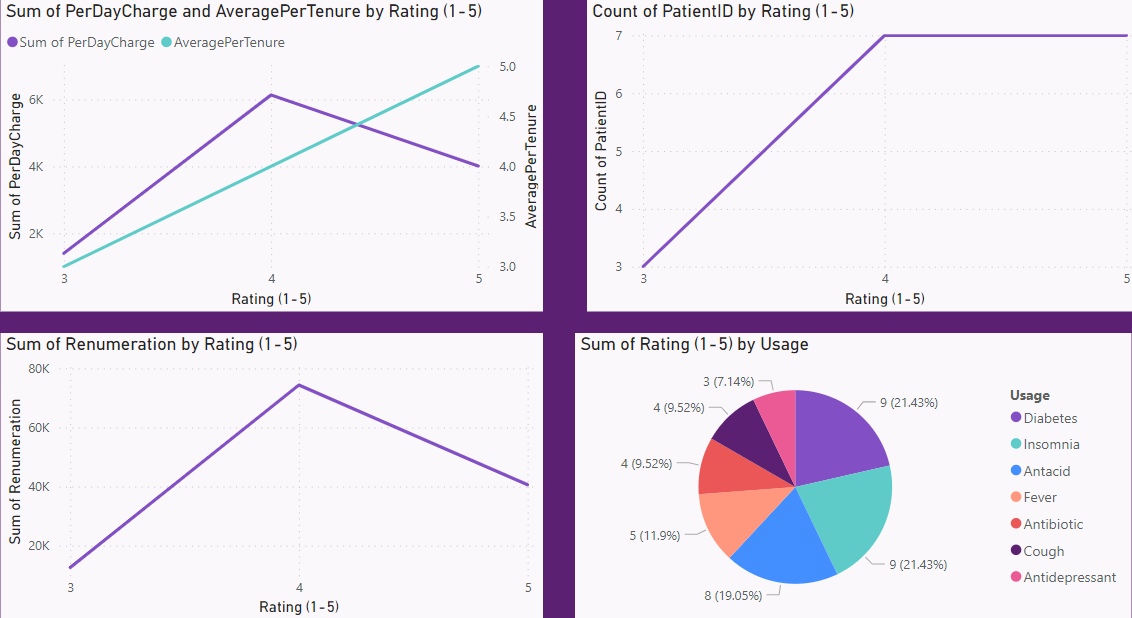 Sum of PerDayCharge and AveragePerTenure by Rating (1-5)
Sum of PerDayCharge AveragePerTenure
Sum of PerDayCharge
6K
4K
2K
5.0
4.5
4.0
3.5
3.0
AveragePerTenure
3 4 5
Rating (1-5)
Count of PatientID by Rating (1-5)
Count of PatientID
7
6
5
4
3
3 4 5
Rating (1-5)
Sum of Renumeration by Rating (1-5)
Sum of Renumeration
80K
60K
40K
20K
3 4 5
Rating (1-5)
Sum of Rating (1-5) by Usage
3 (7.14%)
4 (9.52%)
4 (9.52%)
5 (11.9%)
8 (19.05%)
9 (21.43%)
9 (21.43%)
Usage
Diabetes
Insomnia
Antacid
Fever
Antibiotic
Cough
Antidepressant